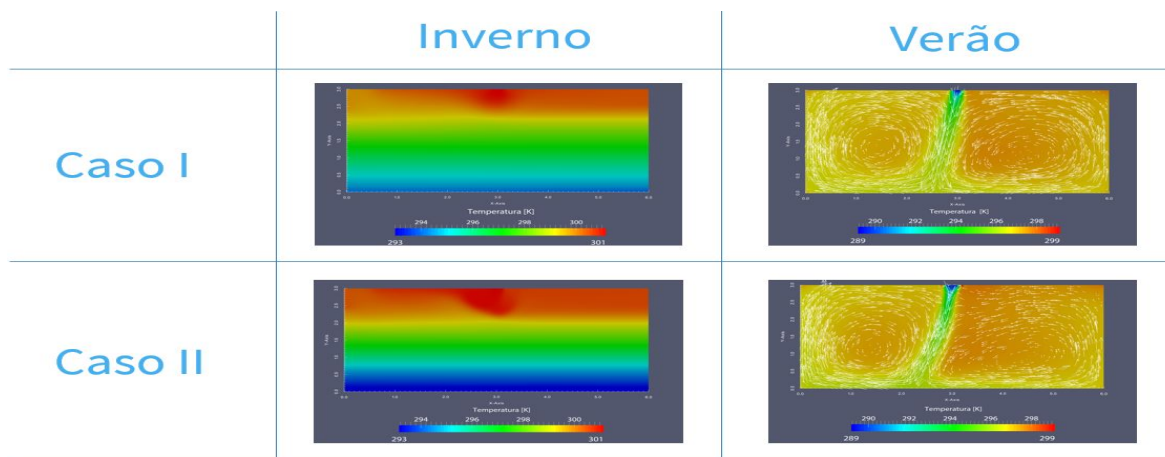 Inverno
Verão
Caso I
Temperatura [K]
294 296 298 300
293 301
Temperatura [K]
290 292 294 296 298
289 299
Caso II
Temperatura [K]
294 296 298 300
293 301
Temperatura [K]
290 292 294 296 298
289 299